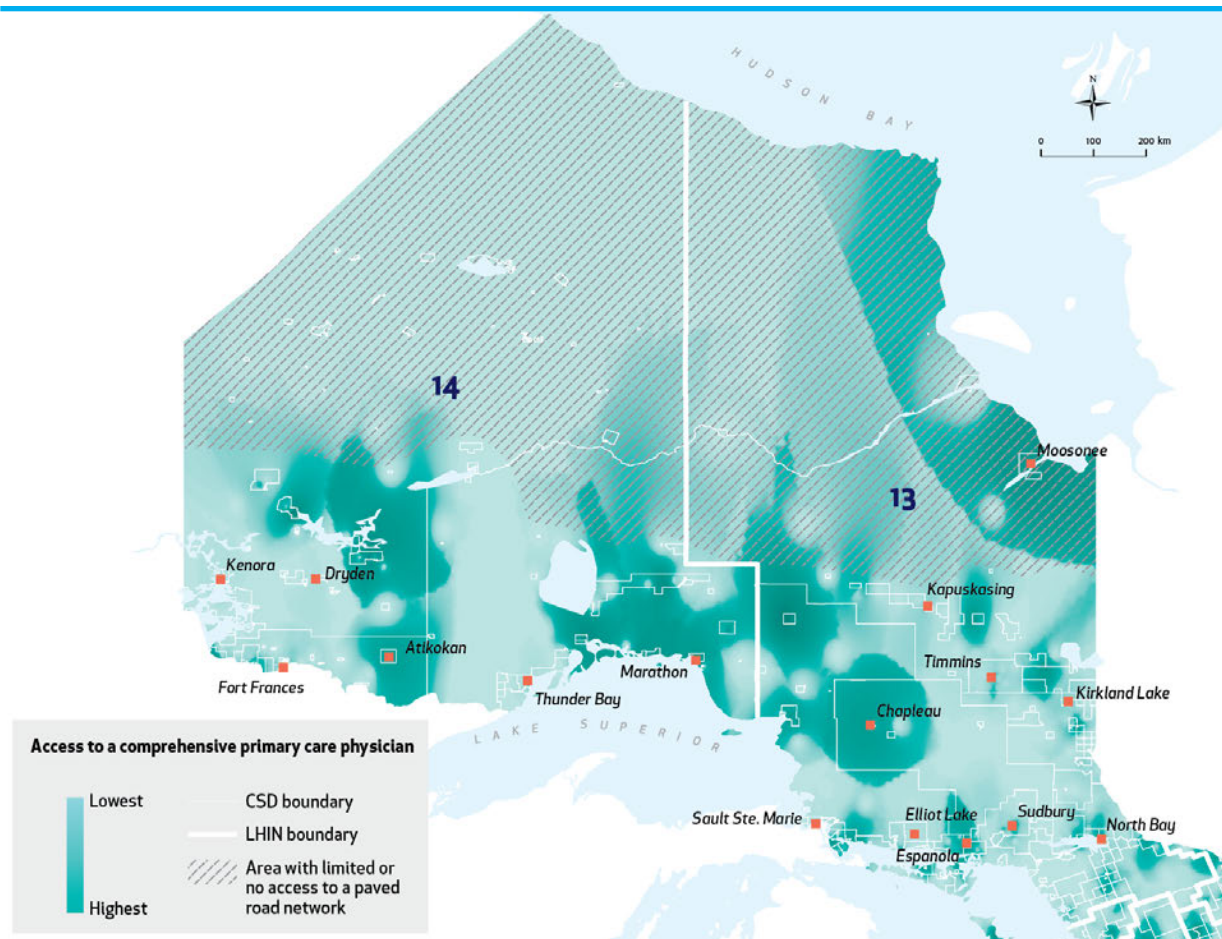 HUDSON BAY
N
0 100 200 km
14
13
Moosonee
Kenora
Dryden
Kapuskasing
Atikokan
Timmins
Marathon
Fort Frances
Thunder Bay
Kirkland Lake
Chapleau
LAKE SUPERIOR
Sault Ste. Marie
Elliot Lake
Sudbury
North Bay
Espanola
Access to a comprehensive primary care physician
Lowest
Highest
CSD boundary
LHIN boundary
Area with limited or
no access to a paved
road network